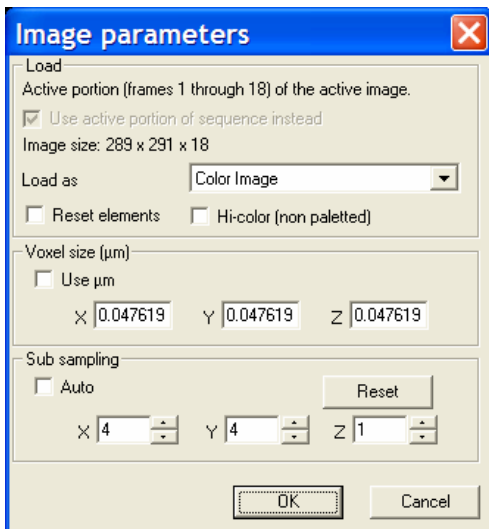 Image parameters
Load
Active portion (frames 1 through 18) of the active image.
Use active portion of sequence instead
Image size: 289 x 291 x 18
Load as Color Image
Reset elements Hi-color (non paletted)
Voxel size (µm)
Use µm
X 0.047619 Y 0.047619 Z 0.047619
Sub sampling
Auto Reset
X 4 Y 4 Z 1
OK Cancel